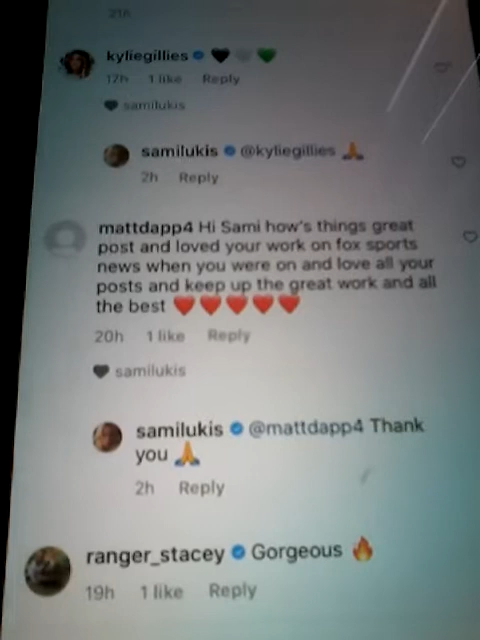 21h
kyliegillies 🖤🤍💚
12h 1 like Reply
samilukis
samilukis @kyliegillies 🙏
2h Reply
mattdapp4 Hi Sami how's things great
post and loved your work on fox sports
news when you were on and love all your
posts and keep up the great work and all
the best ❤️❤️❤️❤️❤️
20h 1 like Reply
samilukis
samilukis @mattdapp4 Thank
you 🙏
2h Reply
ranger_stacey Gorgeous 🔥
19h 1 like Reply